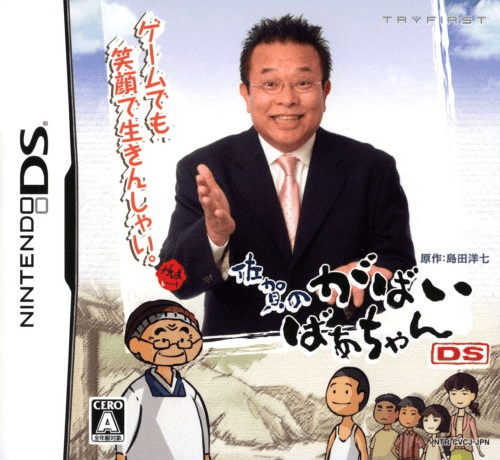 TRYFIRST
NINTENDO DS
ゲームでも
笑顔で生きんしゃい。
原作:島田洋七
佐賀の
がばい
ばあちゃん
DS
CERO
A
全年齢対象
NTR-CVCJ-JPN